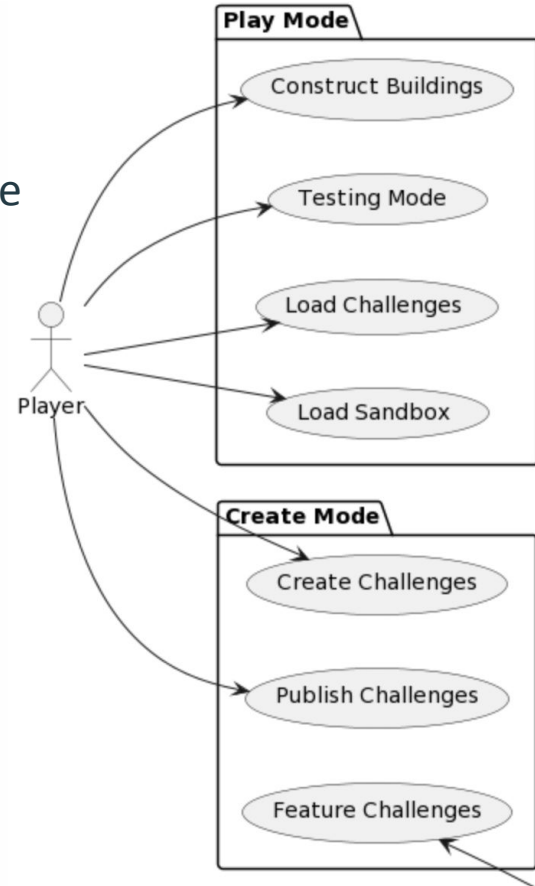 Play Mode
Construct Buildings
e
Testing Mode
Load Challenges
Load Sandbox
Player
Create Mode
Create Challenges
Publish Challenges
Feature Challenges